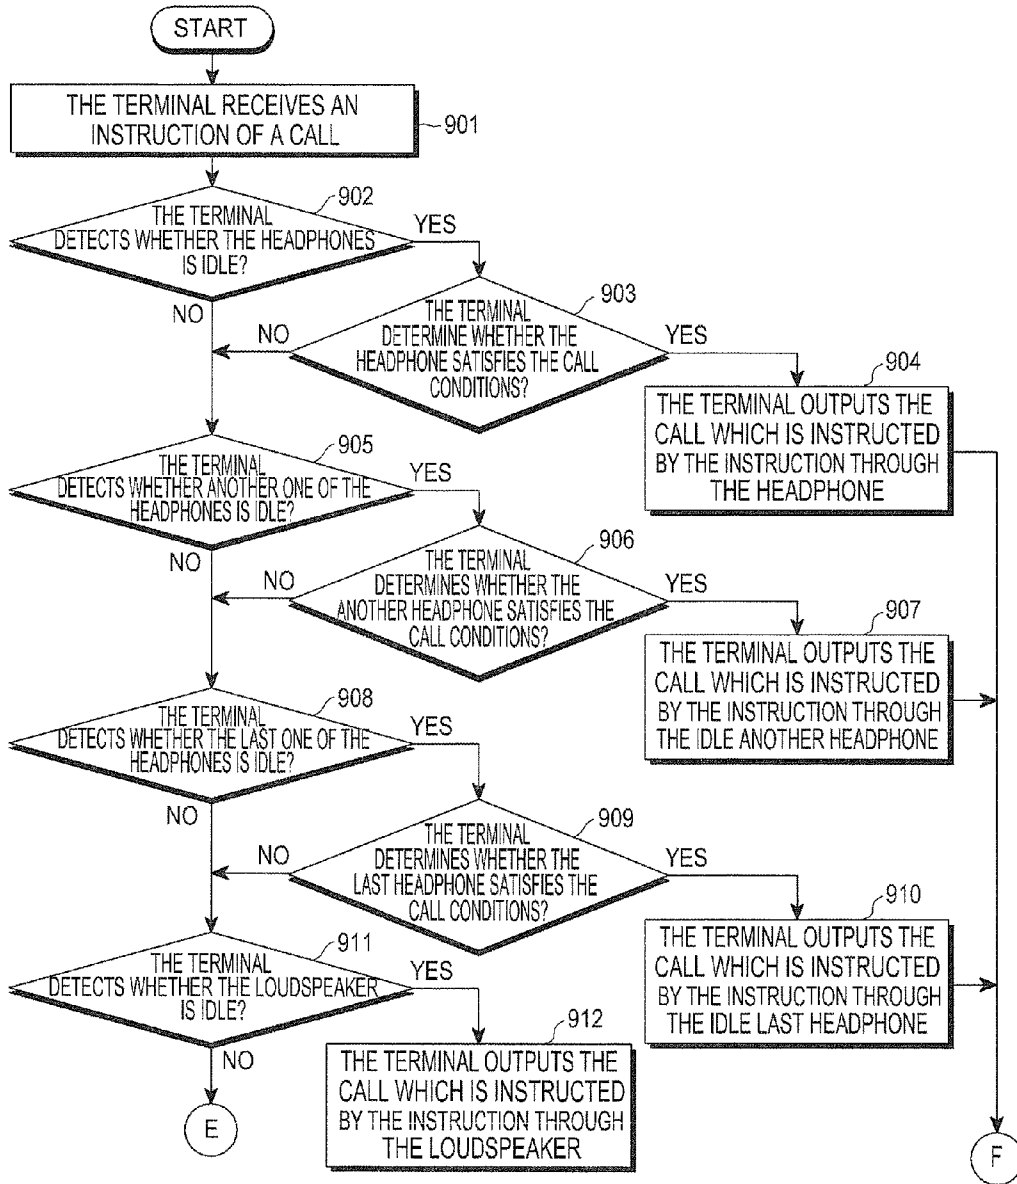 START
THE TERMINAL RECEIVES AN
INSTRUCTION OF A CALL
901
902
THE TERMINAL
DETECTS WHETHER THE HEADPHONES
IS IDLE?
YES
NO
903
THE TERMINAL
DETERMINE WHETHER THE
HEADPHONE SATISFIES THE CALL
CONDITIONS?
NO
YES
904
THE TERMINAL OUTPUTS THE
CALL WHICH IS INSTRUCTED
BY THE INSTRUCTION THROUGH
THE HEADPHONE
905
THE TERMINAL
DETECTS WHETHER ANOTHER ONE OF THE
HEADPHONES IS IDLE?
YES
NO
906
THE TERMINAL
DETERMINES WHETHER THE
ANOTHER HEADPHONE SATISFIES THE
CALL CONDITIONS?
NO
YES
907
THE TERMINAL OUTPUTS THE
CALL WHICH IS INSTRUCTED
BY THE INSTRUCTION THROUGH
THE IDLE ANOTHER HEADPHONE
908
THE TERMINAL
DETECTS WHETHER THE LAST ONE OF THE
HEADPHONES IS IDLE?
YES
NO
909
THE TERMINAL
DETERMINES WHETHER THE
LAST HEADPHONE SATISFIES THE
CALL CONDITIONS?
NO
YES
910
THE TERMINAL OUTPUTS THE
CALL WHICH IS INSTRUCTED
BY THE INSTRUCTION THROUGH
THE IDLE LAST HEADPHONE
911
THE TERMINAL
DETECTS WHETHER THE LOUDSPEAKER
IS IDLE?
YES
NO
912
THE TERMINAL OUTPUTS THE
CALL WHICH IS INSTRUCTED
BY THE INSTRUCTION THROUGH
THE LOUDSPEAKER
E
F